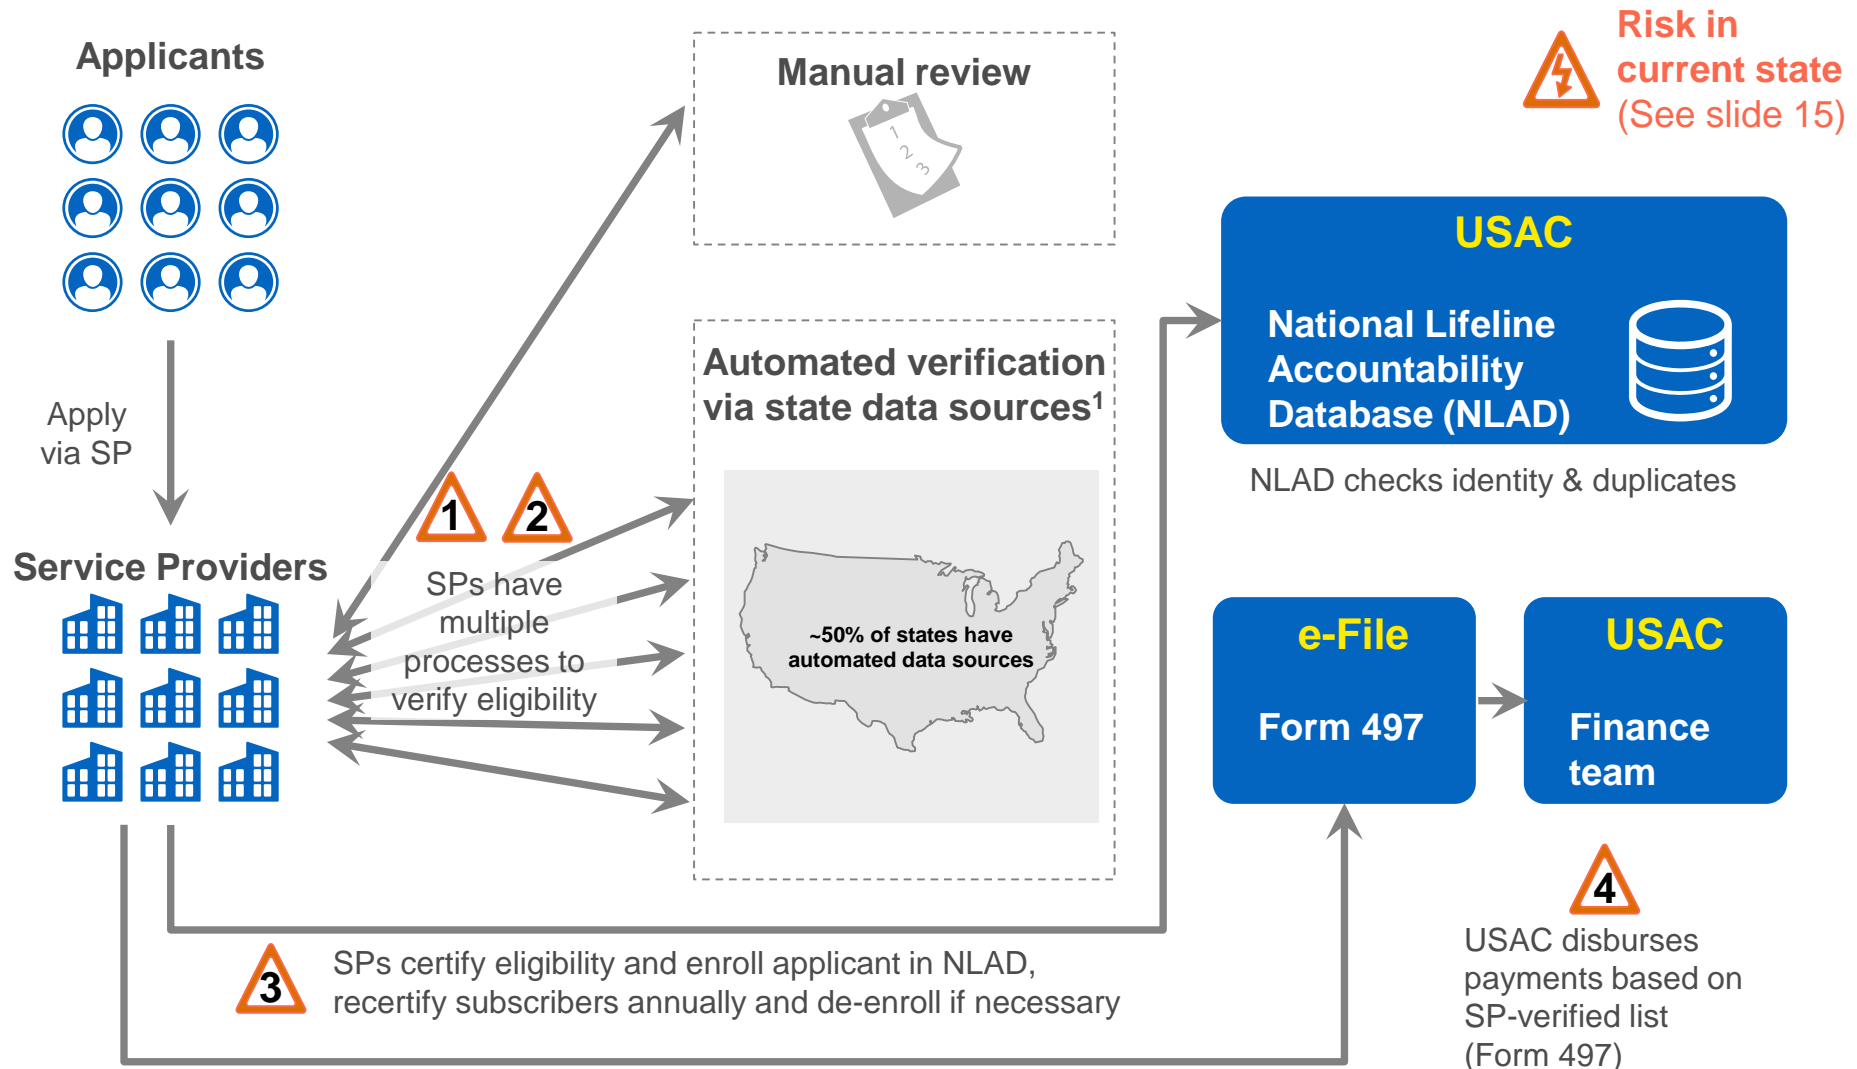 Applicants
Apply
via SP
Service Providers
Manual review
1
2
3
Automated verification
via state data sources¹
~50% of states have
automated data sources
1
2
SPs have
multiple
processes to
verify eligibility
3
SPs certify eligibility and enroll applicant in NLAD,
recertify subscribers annually and de-enroll if necessary
Risk in
current state
(See slide 15)
USAC
National Lifeline
Accountability
Database (NLAD)
NLAD checks identity & duplicates
e-File
Form 497
USAC
Finance
team
4
USAC disburses
payments based on
SP-verified list
(Form 497)